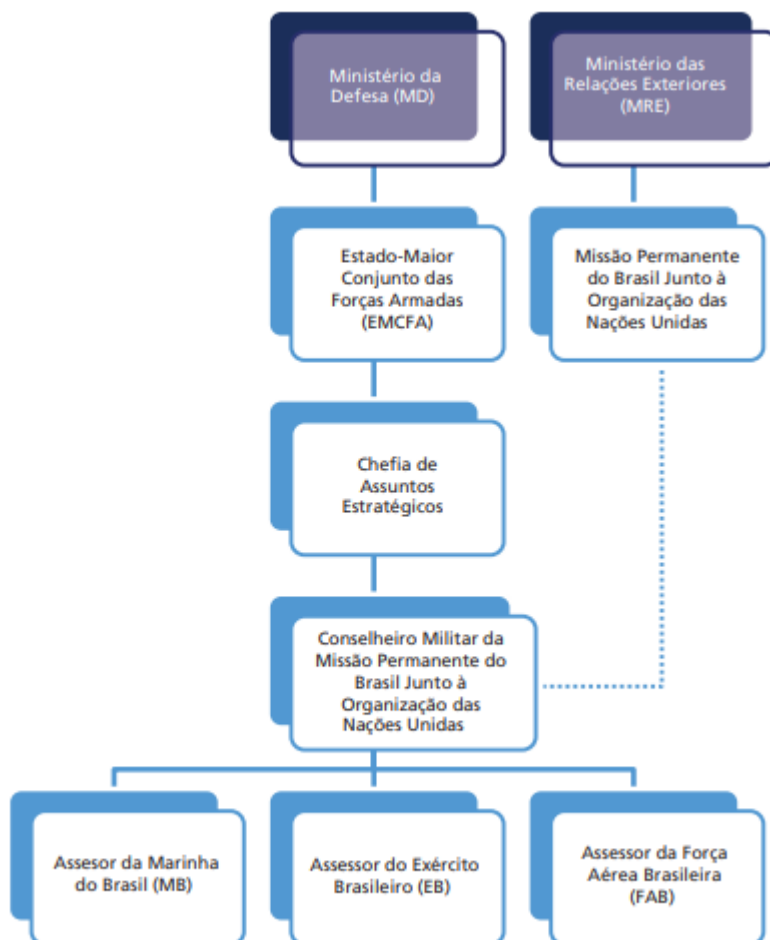 Ministério da
Defesa (MD)
Ministério das
Relações Exteriores
(MRE)
Estado-Maior
Conjunto das
Forças Armadas
(EMCFA)
Missão Permanente
do Brasil Junto à
Organização das
Nações Unidas
Chefia de
Assuntos
Estratégicos
Conselheiro Militar da
Missão Permanente do
Brasil Junto à
Organização das
Nações Unidas
Assesor da Marinha
do Brasil (MB)
Assessor do Exército
Brasileiro (EB)
Assessor da Força
Aérea Brasileira
(FAB)